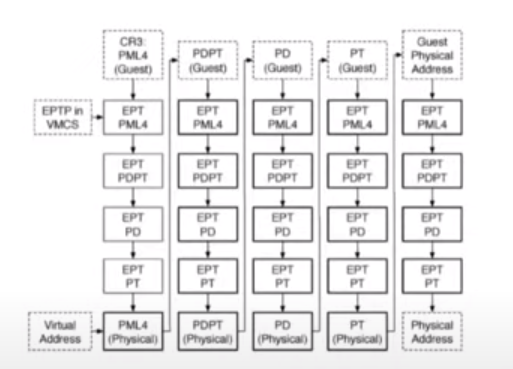 CR3:
PML4
(Guest)
PDPT
(Guest)
PD
(Guest)
PT
(Guest)
Guest
Physical
Address
EPTP in
VMCS
EPT
PML4
EPT
PML4
EPT
PML4
EPT
PML4
EPT
PML4
EPT
PDPT
EPT
PDPT
EPT
PDPT
EPT
PDPT
EPT
PDPT
EPT
PD
EPT
PD
EPT
PD
EPT
PD
EPT
PD
EPT
PT
EPT
PT
EPT
PT
EPT
PT
EPT
PT
Virtual
Address
PML4
(Physical)
PDPT
(Physical)
PD
(Physical)
PT
(Physical)
Physical
Address